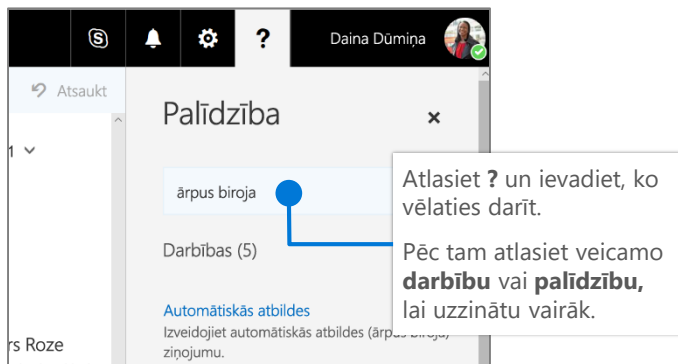 ? Daina Dūmiņa
Atsaukt
Palīdzība
ārpus biroja
Darbības (5)
Automātiskās atbildes
Izveidojiet automātiskās atbildes (ārpus biroja)
ziņojumu.
rs Roze
Atlasiet ? un ievadiet, ko
vēlaties darīt.
Pēc tam atlasiet veicamo
darbību vai palīdzību,
lai uzzinātu vairāk.